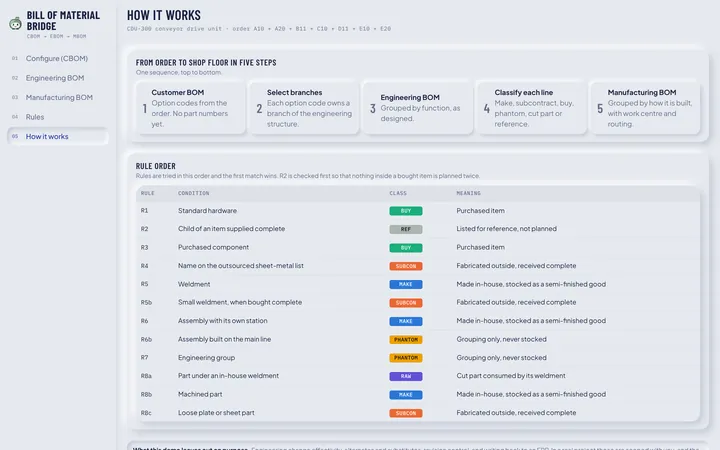 BILL OF MATERIAL
BRIDGE
CBOM → EBOM → MBOM
01 Configure (CBOM)
02 Engineering BOM
03 Manufacturing BOM
04 Rules
05 How it works
HOW IT WORKS
CDU-300 conveyor drive unit · order A10 + A20 + B11 + C10 + D11 + E10 + E20
FROM ORDER TO SHOP FLOOR IN FIVE STEPS
One sequence, top to bottom.
1 Customer BOM
Option codes from the
order. No part numbers
yet.
2 Select branches
Each option code owns a
branch of the engineering
structure.
3 Engineering BOM
Grouped by function, as
designed.
4 Classify each line
Make, subcontract, buy,
phantom, cut part or
reference.
5 Manufacturing BOM
Grouped by how it is built,
with work centre and
routing.
RULE ORDER
Rules are tried in this order and the first match wins. R2 is checked first so that nothing inside a bought item is planned twice.
RULE CONDITION CLASS MEANING
R1 Standard hardware BUY Purchased item
R2 Child of an item supplied complete REF Listed for reference, not planned
R3 Purchased component BUY Purchased item
R4 Name on the outsourced sheet-metal list SUBCON Fabricated outside, received complete
R5 Weldment MAKE Made in-house, stocked as a semi-finished good
R5b Small weldment, when bought complete SUBCON Fabricated outside, received complete
R6 Assembly with its own station MAKE Made in-house, stocked as a semi-finished good
R6b Assembly built on the main line PHANTOM Grouping only, never stocked
R7 Engineering group PHANTOM Grouping only, never stocked
R8a Part under an in-house weldment RAW Cut part consumed by its weldment
R8b Machined part MAKE Made in-house, stocked as a semi-finished good
R8c Loose plate or sheet part SUBCON Fabricated outside, received complete